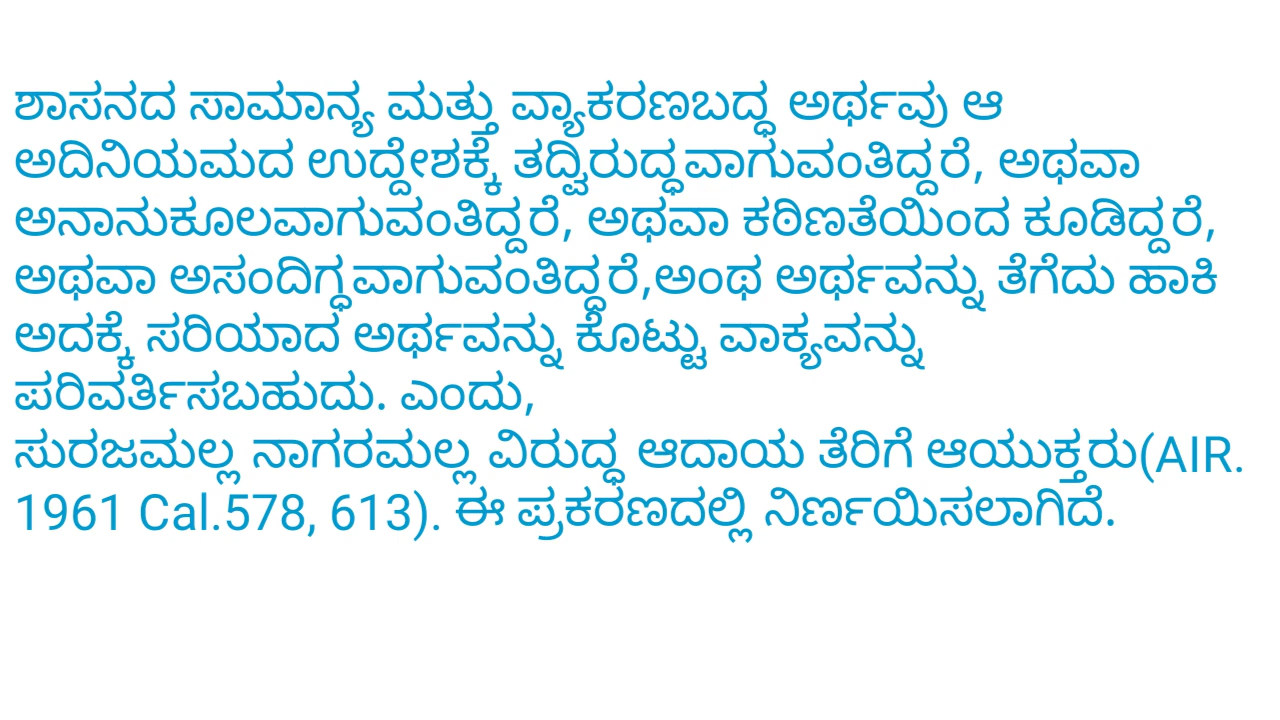 ಶಾಸನದ ಸಾಮಾನ್ಯ ಮತ್ತು ವ್ಯಾಕರಣಬದ್ಧ ಅರ್ಥವು ಆ
ಅದಿನಿಯಮದ ಉದ್ದೇಶಕ್ಕೆ ತದ್ವಿರುದ್ಧವಾಗುವಂತಿದ್ದರೆ, ಅಥವಾ
ಅನಾನುಕೂಲವಾಗುವಂತಿದ್ದರೆ, ಅಥವಾ ಕಠಿಣತೆಯಿಂದ ಕೂಡಿದ್ದರೆ,
ಅಥವಾ ಅಸಂದಿಗ್ಧವಾಗುವಂತಿದ್ಧರೆ,ಅಂಥ ಅರ್ಥವನ್ನು ತೆಗೆದು ಹಾಕಿ
ಅದಕ್ಕೆ ಸರಿಯಾದ ಅರ್ಥವನ್ನು ಕೊಟ್ಟು ವಾಕ್ಯವನ್ನು
ಪರಿವರ್ತಿಸಬಹುದು. ಎಂದು,
ಸುರಜಮಲ್ಲ ನಾಗರಮಲ್ಲ ವಿರುದ್ಧ ಆದಾಯ ತೆರಿಗೆ ಆಯುಕ್ತರು(AIR.
1961 Cal.578, 613). ಈ ಪ್ರಕರಣದಲ್ಲಿ ನಿರ್ಣಯಿಸಲಾಗಿದೆ.